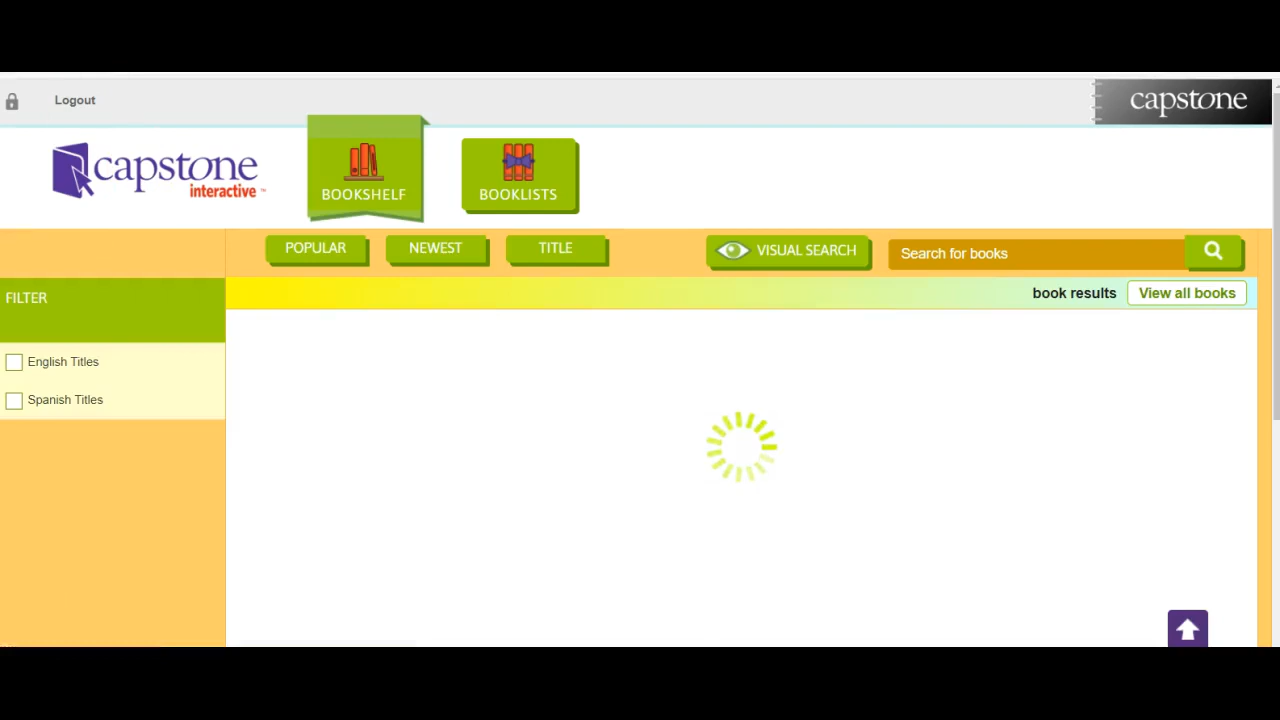 Logout
capstone
capstone
interactive™
BOOKSHELF
BOOKLISTS
POPULAR
NEWEST
TITLE
VISUAL SEARCH
Search for books
FILTER
book results
View all books
English Titles
Spanish Titles